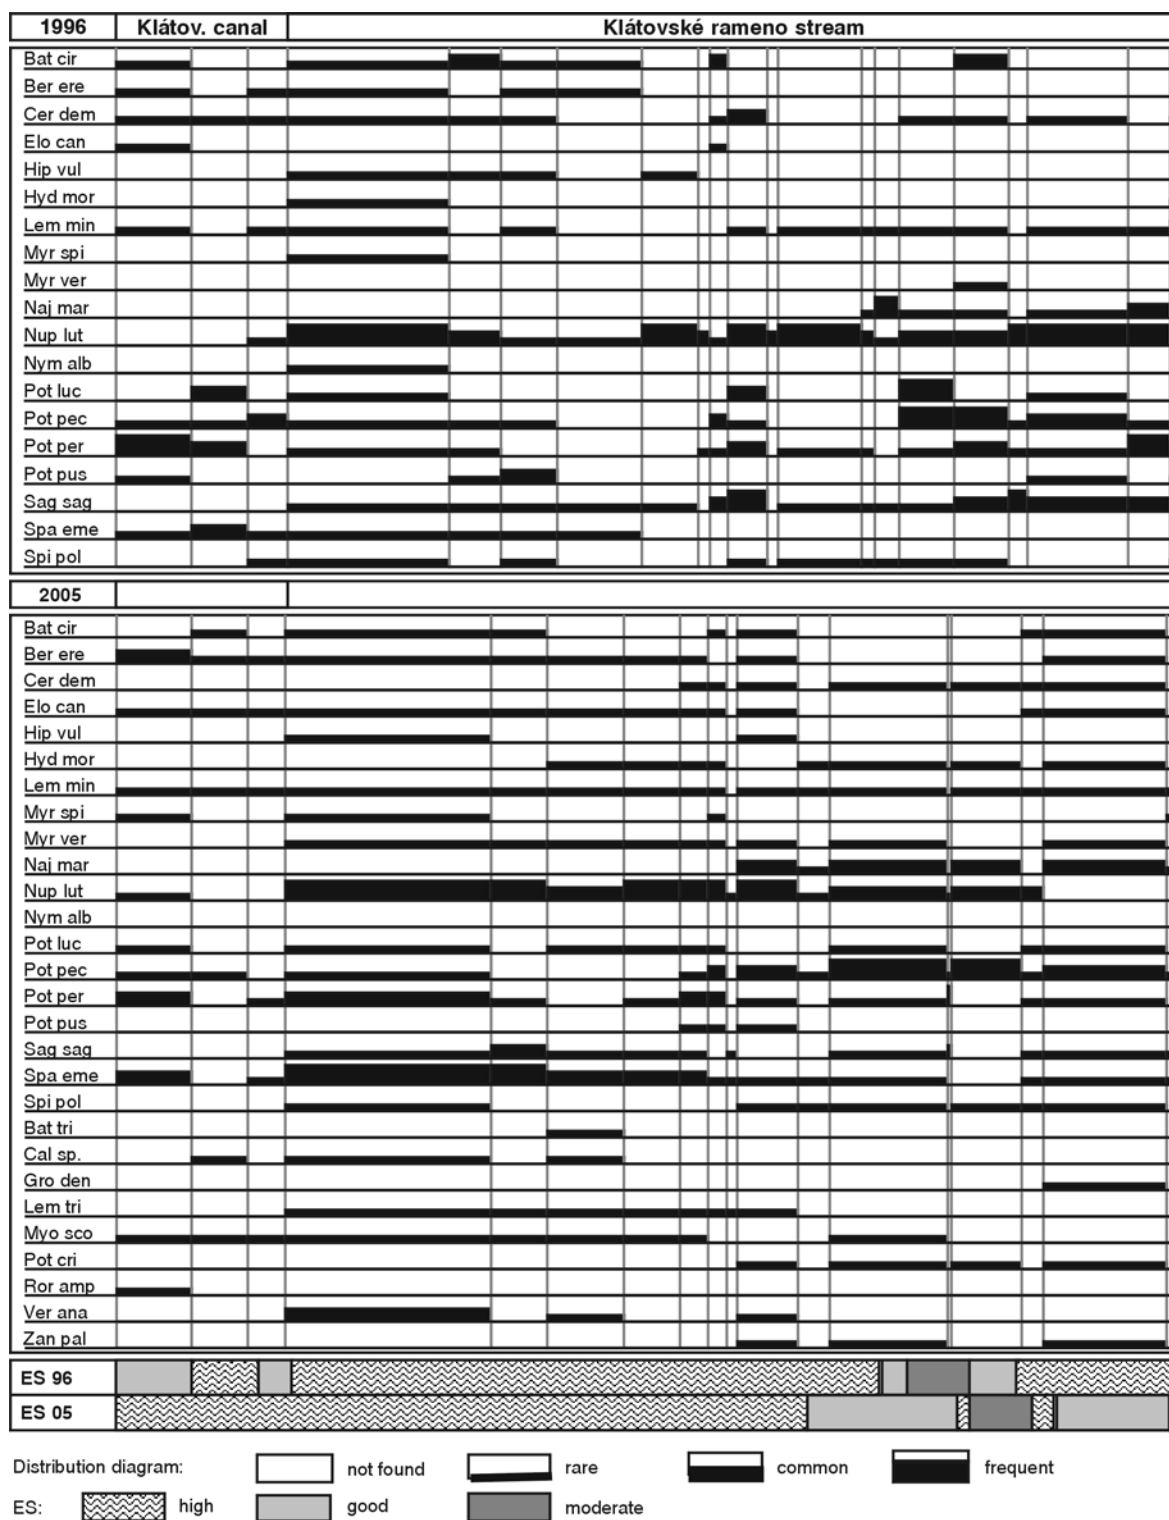 1996 Klátov. canal Klátovské rameno stream
Bat cir
Ber ere
Cer dem
Elo can
Hip vul
Hyd mor
Lem min
Myr spi
Myr ver
Naj mar
Nup lut
Nym alb
Pot luc
Pot pec
Pot per
Pot pus
Sag sag
Spa eme
Spi pol
2005
Bat cir
Ber ere
Cer dem
Elo can
Hip vul
Hyd mor
Lem min
Myr spi
Myr ver
Naj mar
Nup lut
Nym alb
Pot luc
Pot pec
Pot per
Pot pus
Sag sag
Spa eme
Spi pol
Bat tri
Cal sp.
Gro den
Lem tri
Myo sco
Pot cri
Ror amp
Ver ana
Zan pal
ES 96
ES 05
Distribution diagram: not found rare common frequent
ES: high good moderate